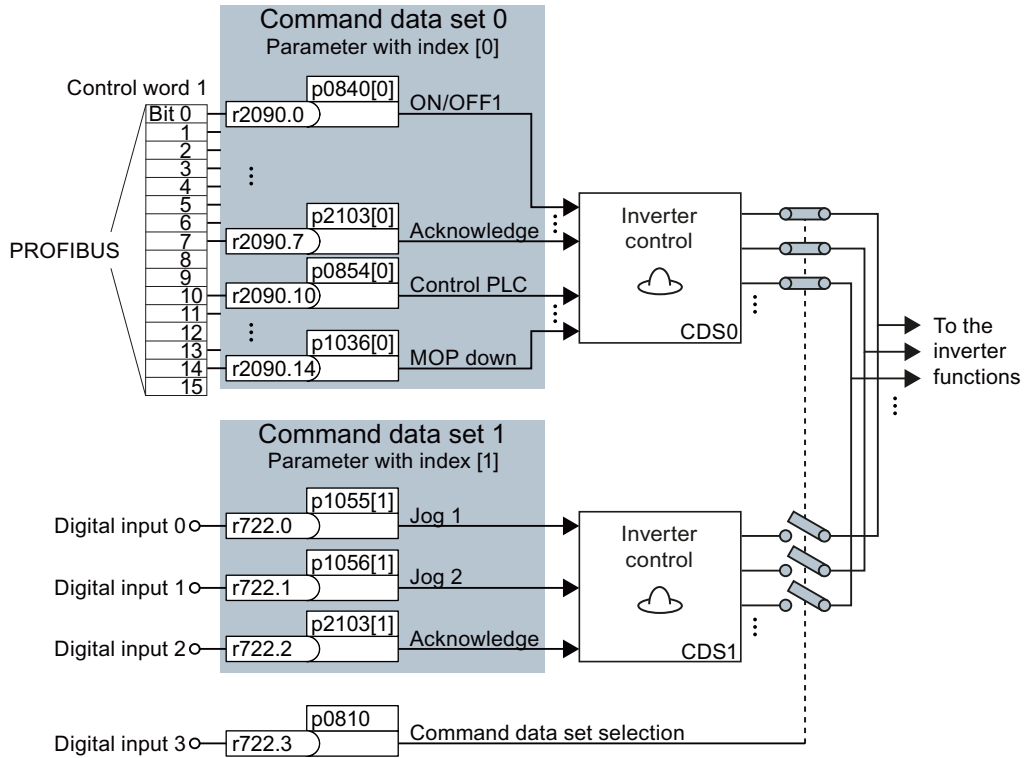 Command data set 0
Parameter with index [0]
Control word 1
PROFIBUS
Bit 0
1
2
3
4
5
6
7
8
9
10
11
12
13
14
15
r2090.0
p0840[0]
ON/OFF1
r2090.7
p2103[0]
Acknowledge
r2090.10
p0854[0]
Control PLC
r2090.14
p1036[0]
MOP down
Inverter
control
CDS0
To the
inverter
functions
Command data set 1
Parameter with index [1]
Digital input 0
r722.0
p1055[1]
Jog 1
Digital input 1
r722.1
p1056[1]
Jog 2
Digital input 2
r722.2
p2103[1]
Acknowledge
Inverter
control
CDS1
Digital input 3
r722.3
p0810
Command data set selection